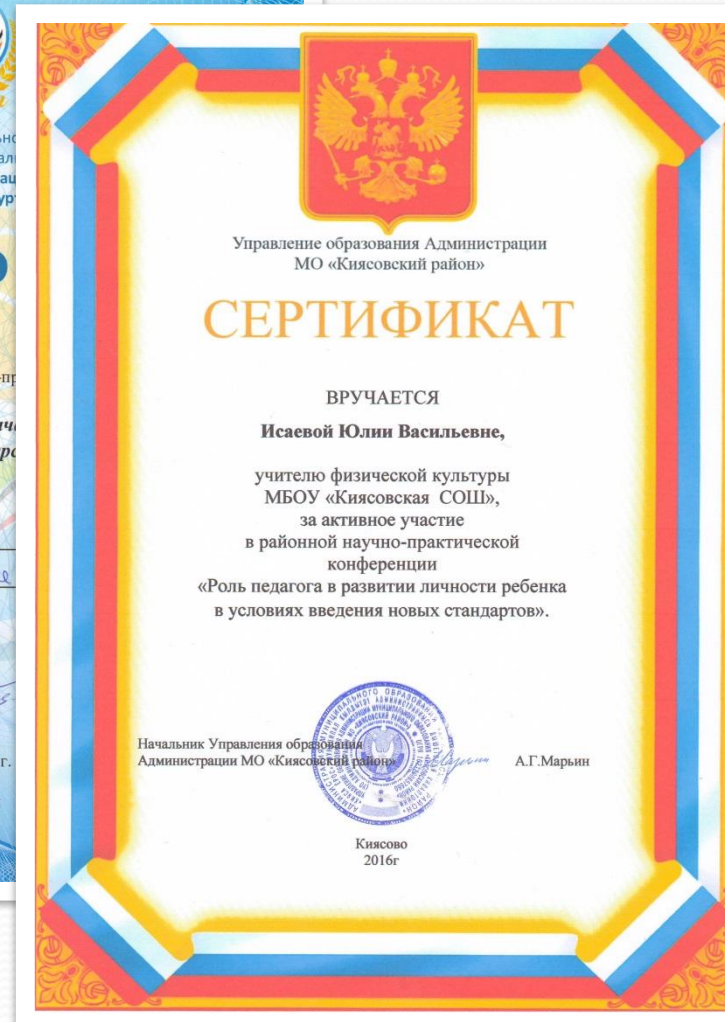 Управление образования Администрации
МО «Киясовский район»
СЕРТИФИКАТ
ВРУЧАЕТСЯ
Исаевой Юлии Васильевне,
учителю физической культуры
МБОУ «Киясовская СОШ»,
за активное участие
в районной научно-практической
конференции
«Роль педагога в развитии личности ребенка
в условиях введения новых стандартов».
Начальник Управления образования
Администрации МО «Киясовский район»
А.Г.Марьин
Киясово
2016г